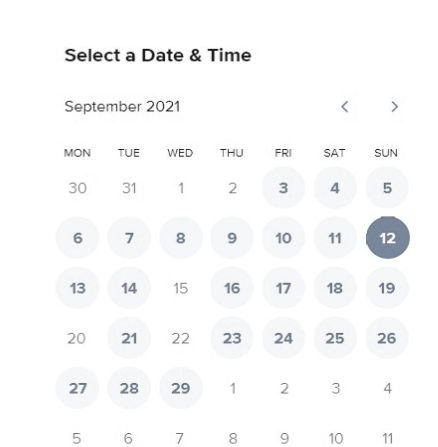 Select a Date & Time
September 2021
MON TUE WED THU FRI SAT SUN
30 31 1 2 3 4 5
6 7 8 9 10 11 12
13 14 15 16 17 18 19
20 21 22 23 24 25 26
27 28 29 1 2 3 4
5 6 7 8 9 10 11